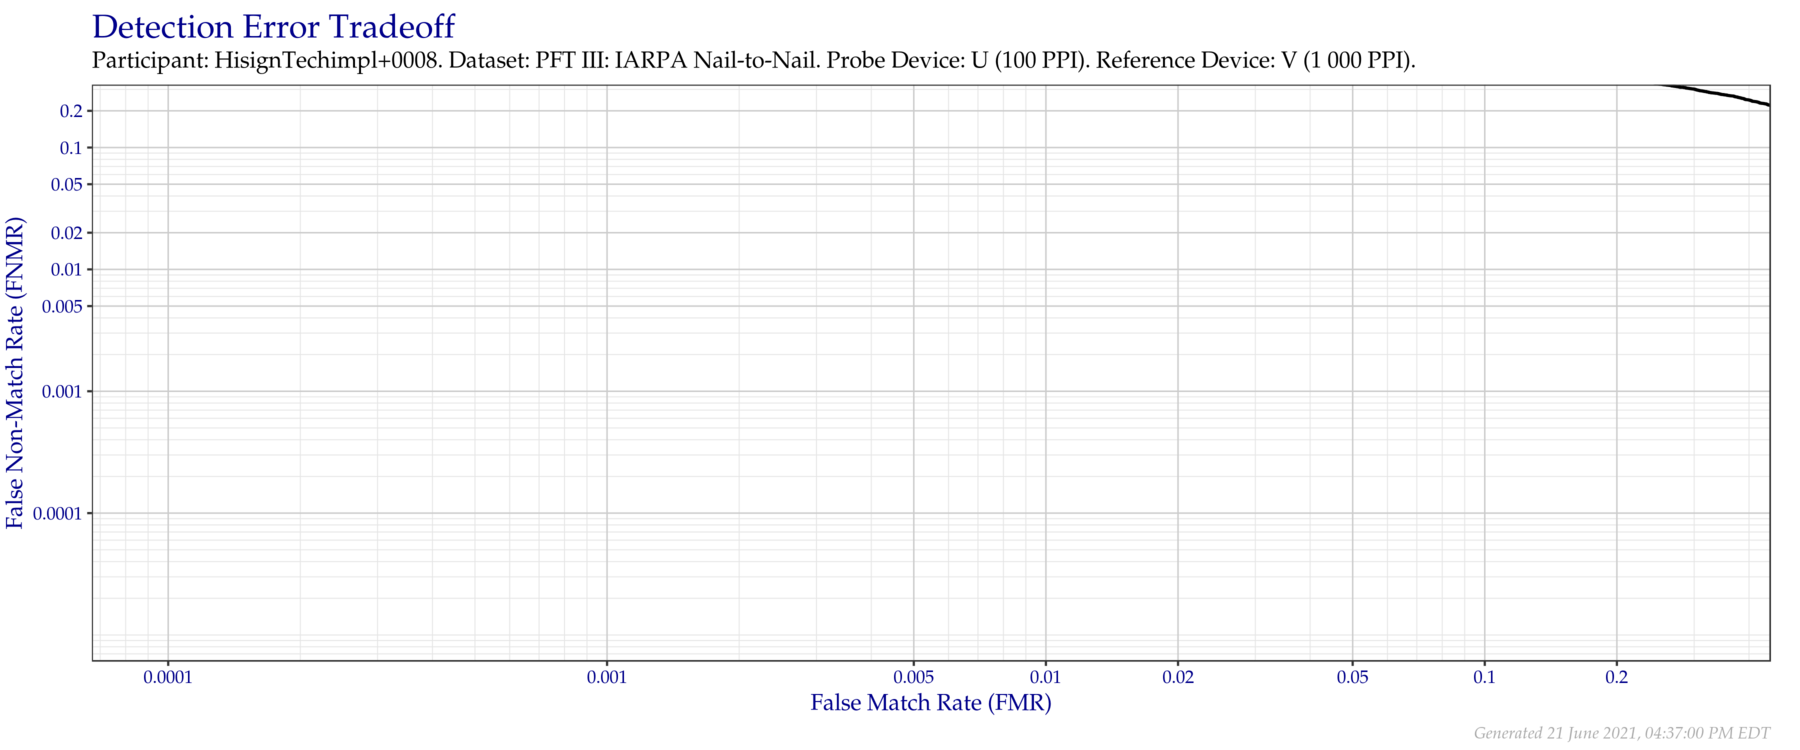 Detection Error Tradeoff
Participant: HisignTechimpl+0008. Dataset: PFT III: IARPA Nail-to-Nail. Probe Device: U (100 PPI). Reference Device: V (1 000 PPI).
False Non-Match Rate (FNMR)
0.2
0.1
0.05
0.02
0.01
0.005
0.001
0.0001
0.0001 0.001 0.005 0.01 0.02 0.05 0.1 0.2
False Match Rate (FMR)
Generated 21 June 2021, 04:37:00 PM EDT